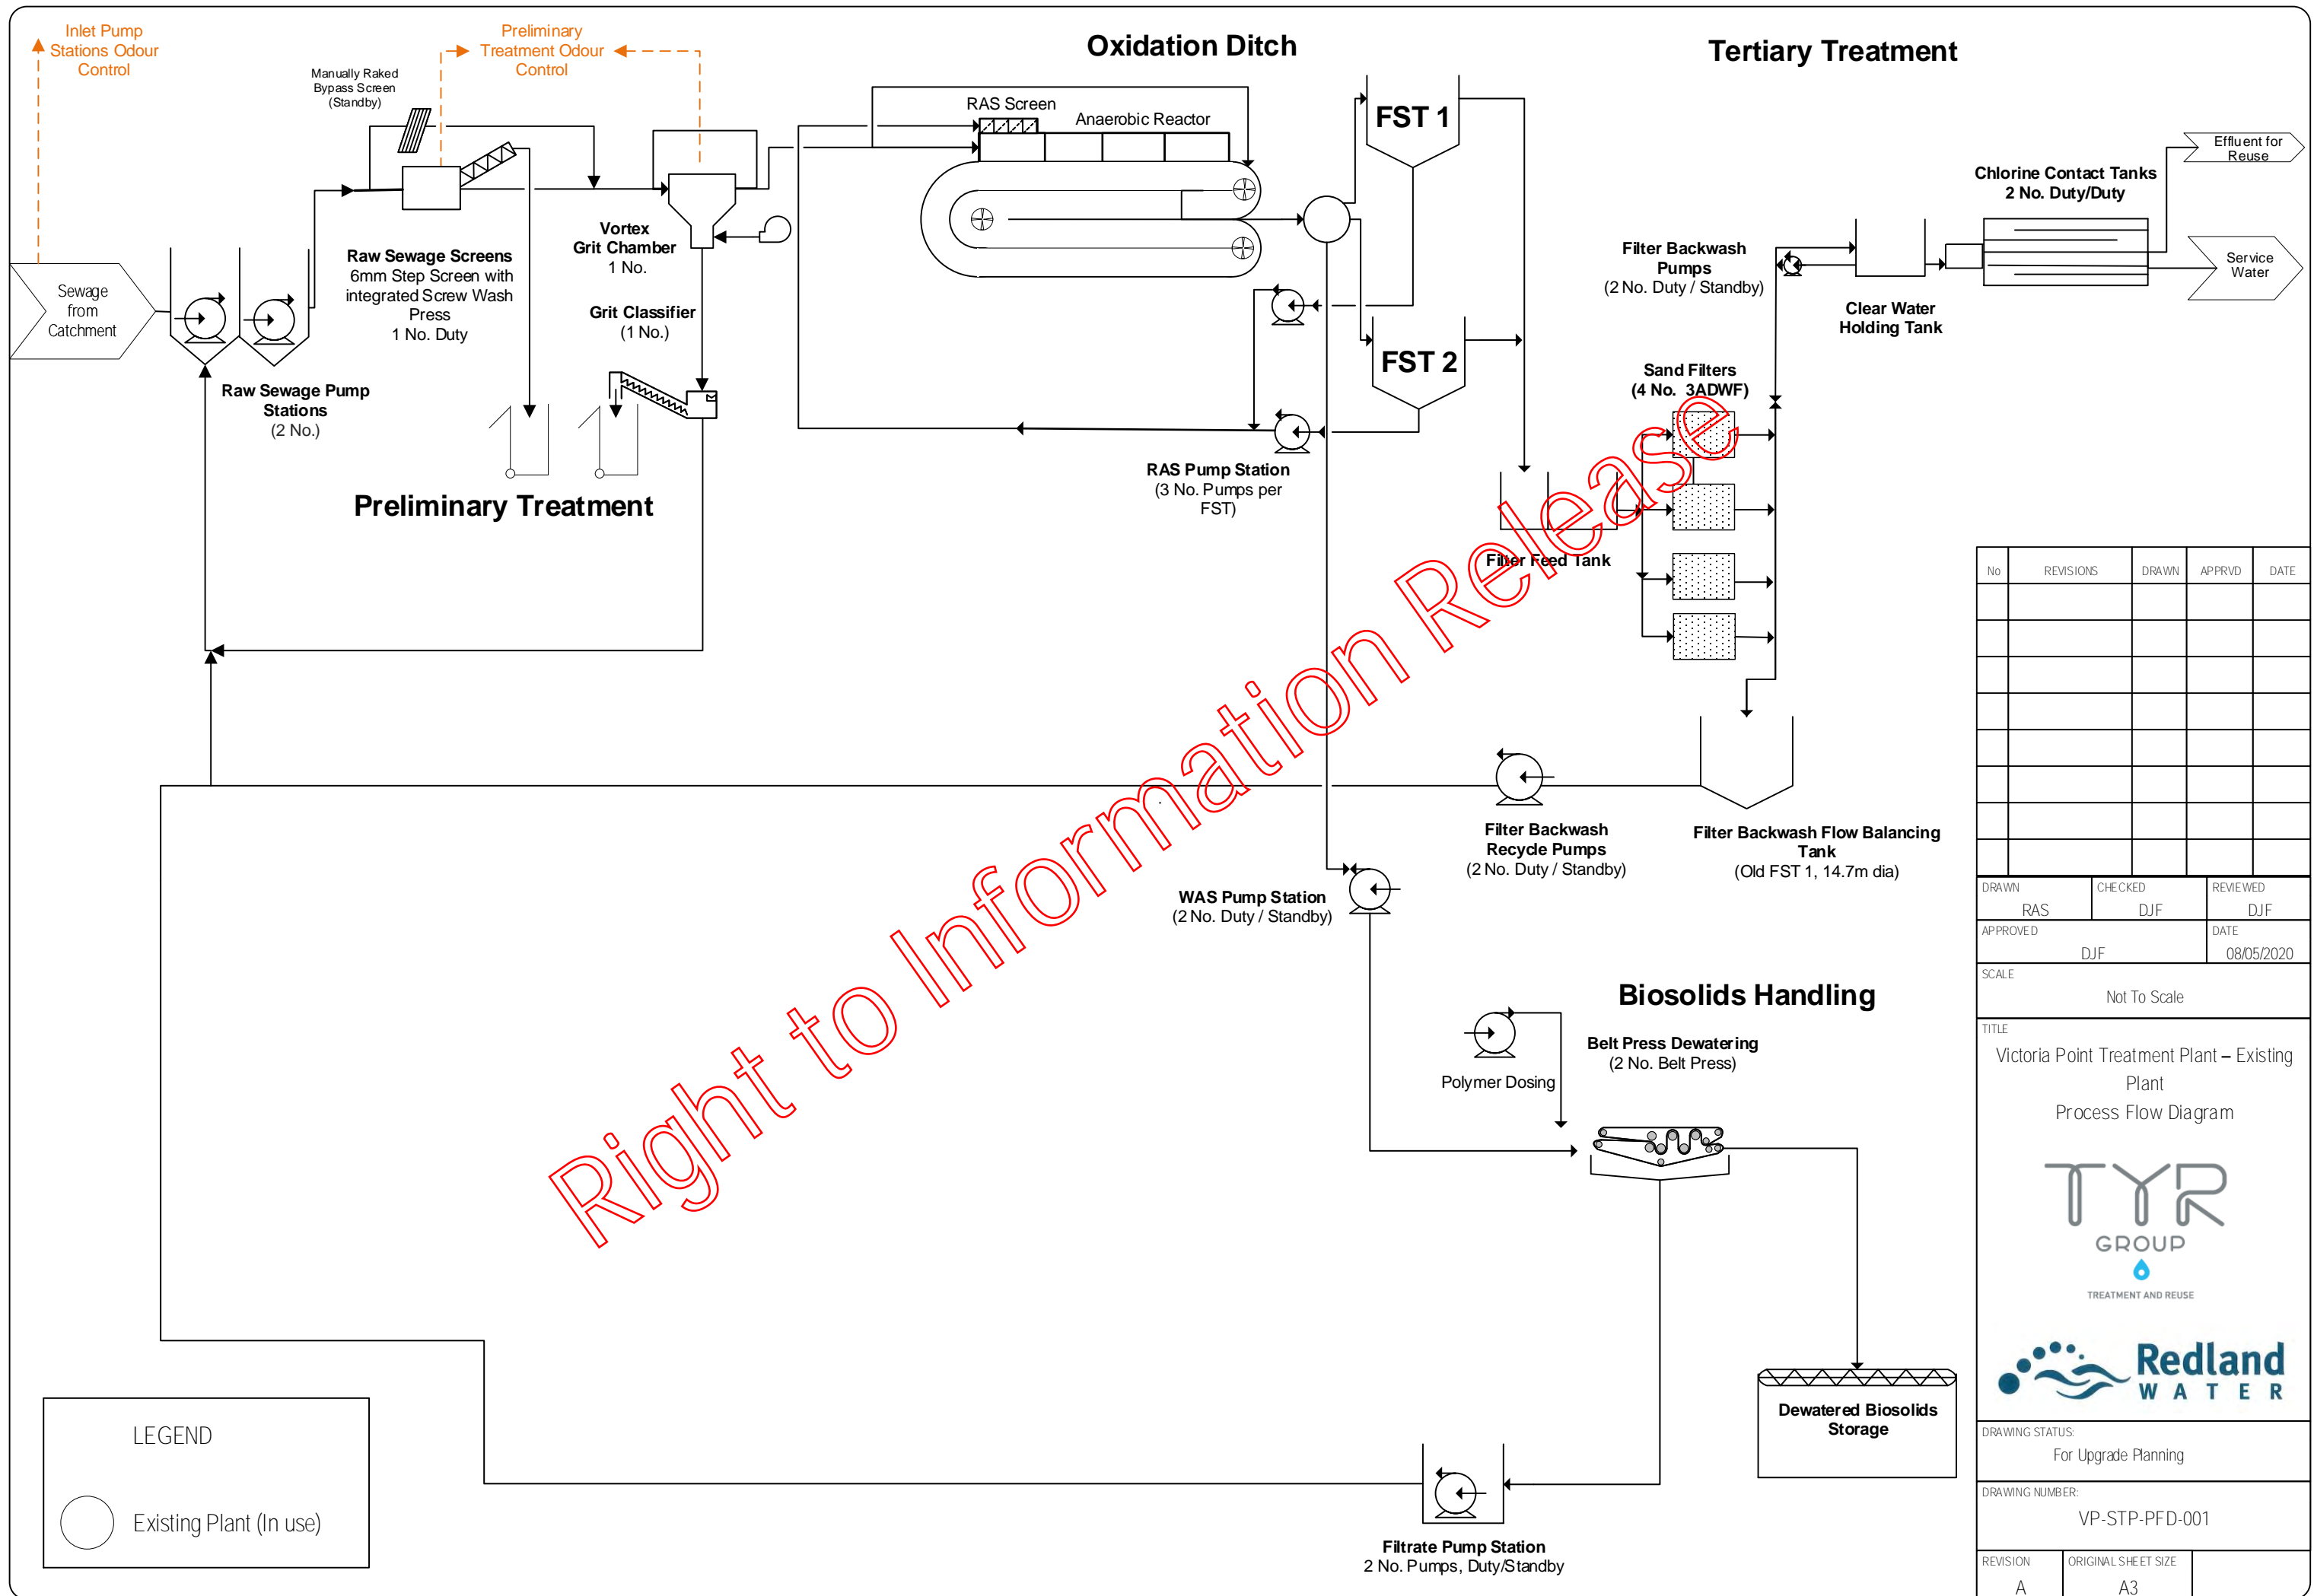 Inlet Pump
Stations Odour
Control
Preliminary
Treatment Odour
Control
Oxidation Ditch
Tertiary Treatment
Manually Raked
Bypass Screen
(Standby)
RAS Screen
Anaerobic Reactor
FST 1
Effluent for
Reuse
Chlorine Contact Tanks
2 No. Duty/Duty
Service
Water
Sewage
from
Catchment
Raw Sewage Screens
6mm Step Screen with
integrated Screw Wash
Press
1 No. Duty
Vortex
Grit Chamber
1 No.
Grit Classifier
(1 No.)
Filter Backwash
Pumps
(2 No. Duty / Standby)
Clear Water
Holding Tank
FST 2
Raw Sewage Pump
Stations
(2 No.)
Sand Filters
(4 No. 3ADWF)
RAS Pump Station
(3 No. Pumps per
FST)
Preliminary Treatment
Filter Feed Tank
Right to Information Release
Filter Backwash
Recycle Pumps
(2 No. Duty / Standby)
Filter Backwash Flow Balancing
Tank
(Old FST 1, 14.7m dia)
WAS Pump Station
(2 No. Duty / Standby)
Biosolids Handling
Polymer Dosing
Belt Press Dewatering
(2 No. Belt Press)
Dewatered Biosolids
Storage
Filtrate Pump Station
2 No. Pumps, Duty/Standby
LEGEND
Existing Plant (In use)
No REVISIONS DRAWN APPRVD DATE
DRAWN CHECKED REVIEWED
RAS DJF DJF
APPROVED DATE
DJF 08/05/2020
SCALE
Not To Scale
TITLE
Victoria Point Treatment Plant – Existing
Plant
Process Flow Diagram
TYR
GROUP
TREATMENT AND REUSE
Redland
WATER
DRAWING STATUS:
For Upgrade Planning
DRAWING NUMBER:
VP-STP-PFD-001
REVISION ORIGINAL SHEET SIZE
A A3